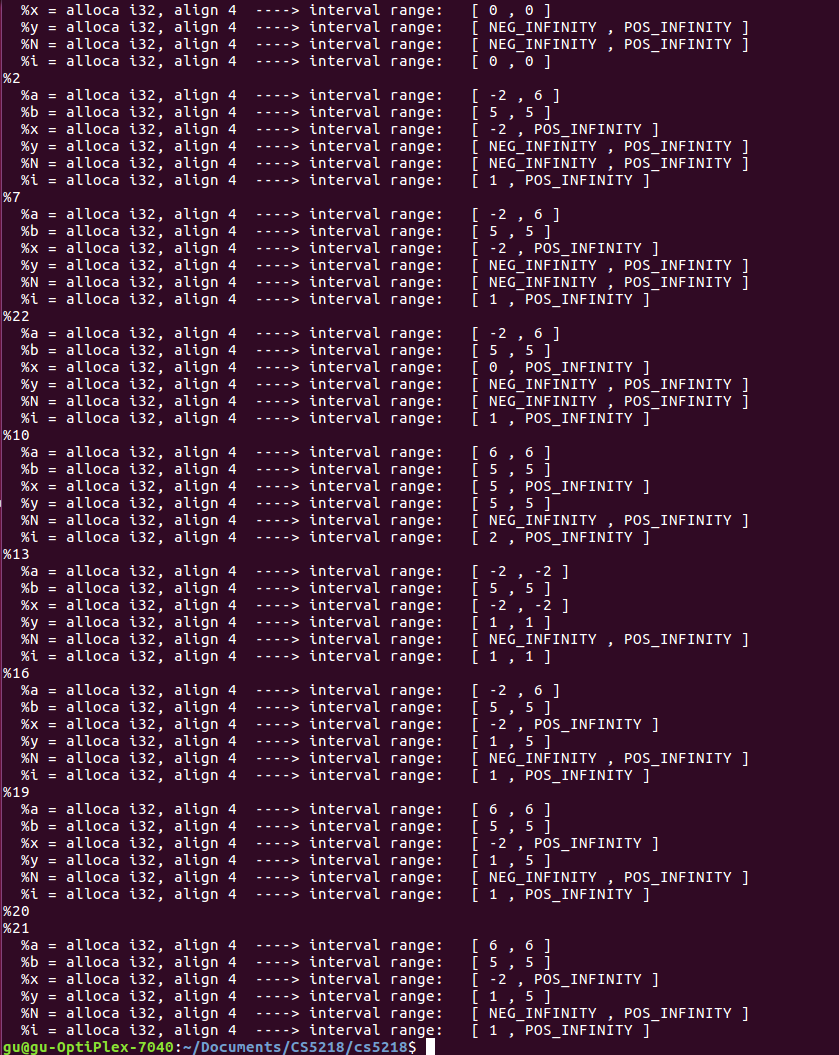 %x = alloca i32, align 4  ----> interval range:   [ 0 , 0 ]
%y = alloca i32, align 4  ----> interval range:   [ NEG_INFINITY , POS_INFINITY ]
%N = alloca i32, align 4  ----> interval range:   [ NEG_INFINITY , POS_INFINITY ]
%i = alloca i32, align 4  ----> interval range:   [ 0 , 0 ]
%2
%a = alloca i32, align 4  ----> interval range:   [ -2 , 6 ]
%b = alloca i32, align 4  ----> interval range:   [ 5 , 5 ]
%x = alloca i32, align 4  ----> interval range:   [ -2 , POS_INFINITY ]
%y = alloca i32, align 4  ----> interval range:   [ NEG_INFINITY , POS_INFINITY ]
%N = alloca i32, align 4  ----> interval range:   [ NEG_INFINITY , POS_INFINITY ]
%i = alloca i32, align 4  ----> interval range:   [ 1 , POS_INFINITY ]
%7
%a = alloca i32, align 4  ----> interval range:   [ -2 , 6 ]
%b = alloca i32, align 4  ----> interval range:   [ 5 , 5 ]
%x = alloca i32, align 4  ----> interval range:   [ -2 , POS_INFINITY ]
%y = alloca i32, align 4  ----> interval range:   [ NEG_INFINITY , POS_INFINITY ]
%N = alloca i32, align 4  ----> interval range:   [ NEG_INFINITY , POS_INFINITY ]
%i = alloca i32, align 4  ----> interval range:   [ 1 , POS_INFINITY ]
%22
%a = alloca i32, align 4  ----> interval range:   [ -2 , 6 ]
%b = alloca i32, align 4  ----> interval range:   [ 5 , 5 ]
%x = alloca i32, align 4  ----> interval range:   [ 0 , POS_INFINITY ]
%y = alloca i32, align 4  ----> interval range:   [ NEG_INFINITY , POS_INFINITY ]
%N = alloca i32, align 4  ----> interval range:   [ NEG_INFINITY , POS_INFINITY ]
%i = alloca i32, align 4  ----> interval range:   [ 1 , POS_INFINITY ]
%10
%a = alloca i32, align 4  ----> interval range:   [ 6 , 6 ]
%b = alloca i32, align 4  ----> interval range:   [ 5 , 5 ]
%x = alloca i32, align 4  ----> interval range:   [ 5 , POS_INFINITY ]
%y = alloca i32, align 4  ----> interval range:   [ 5 , 5 ]
%N = alloca i32, align 4  ----> interval range:   [ NEG_INFINITY , POS_INFINITY ]
%i = alloca i32, align 4  ----> interval range:   [ 2 , POS_INFINITY ]
%13
%a = alloca i32, align 4  ----> interval range:   [ -2 , -2 ]
%b = alloca i32, align 4  ----> interval range:   [ 5 , 5 ]
%x = alloca i32, align 4  ----> interval range:   [ -2 , -2 ]
%y = alloca i32, align 4  ----> interval range:   [ 1 , 1 ]
%N = alloca i32, align 4  ----> interval range:   [ NEG_INFINITY , POS_INFINITY ]
%i = alloca i32, align 4  ----> interval range:   [ 1 , 1 ]
%16
%a = alloca i32, align 4  ----> interval range:   [ -2 , 6 ]
%b = alloca i32, align 4  ----> interval range:   [ 5 , 5 ]
%x = alloca i32, align 4  ----> interval range:   [ -2 , POS_INFINITY ]
%y = alloca i32, align 4  ----> interval range:   [ 1 , 5 ]
%N = alloca i32, align 4  ----> interval range:   [ NEG_INFINITY , POS_INFINITY ]
%i = alloca i32, align 4  ----> interval range:   [ 1 , POS_INFINITY ]
%19
%a = alloca i32, align 4  ----> interval range:   [ 6 , 6 ]
%b = alloca i32, align 4  ----> interval range:   [ 5 , 5 ]
%x = alloca i32, align 4  ----> interval range:   [ -2 , POS_INFINITY ]
%y = alloca i32, align 4  ----> interval range:   [ 1 , 5 ]
%N = alloca i32, align 4  ----> interval range:   [ NEG_INFINITY , POS_INFINITY ]
%i = alloca i32, align 4  ----> interval range:   [ 1 , POS_INFINITY ]
%20
%21
%a = alloca i32, align 4  ----> interval range:   [ 6 , 6 ]
%b = alloca i32, align 4  ----> interval range:   [ 5 , 5 ]
%x = alloca i32, align 4  ----> interval range:   [ -2 , POS_INFINITY ]
%y = alloca i32, align 4  ----> interval range:   [ 1 , 5 ]
%N = alloca i32, align 4  ----> interval range:   [ NEG_INFINITY , POS_INFINITY ]
%i = alloca i32, align 4  ----> interval range:   [ 1 , POS_INFINITY ]
gu@gu-OptiPlex-7040:~/Documents/CS5218/cs5218$